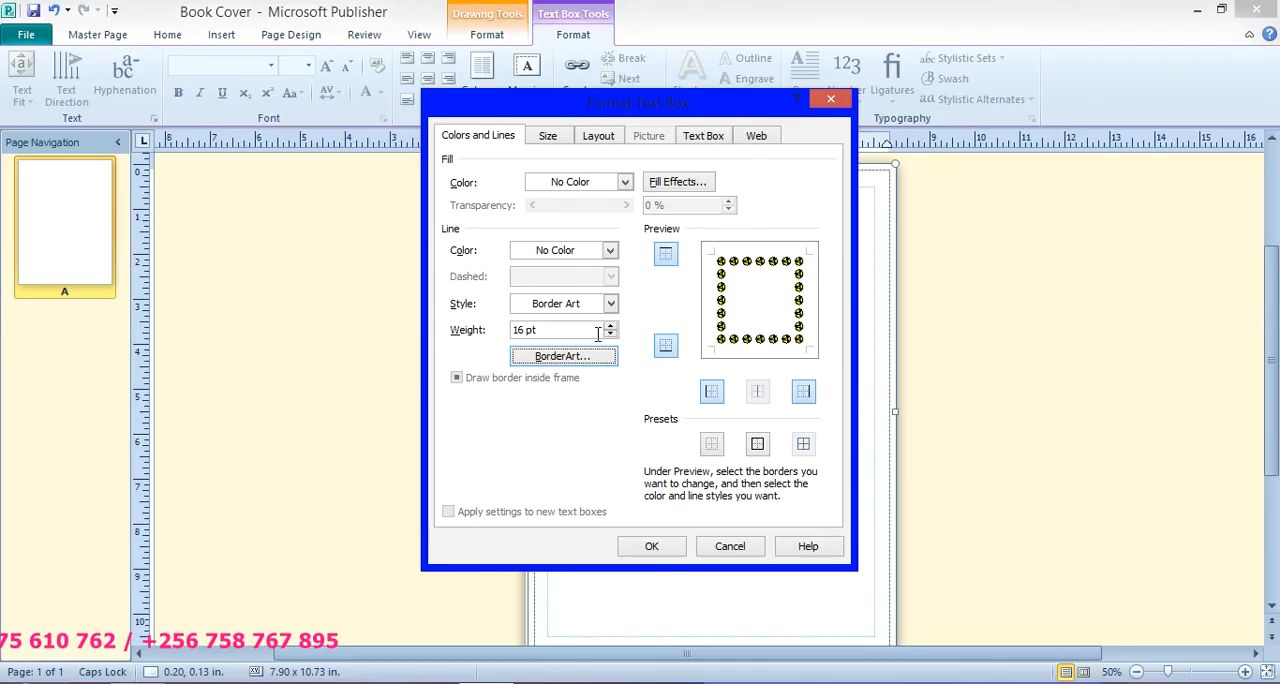 Book Cover - Microsoft Publisher
Drawing Tools
Text Box Tools
File
Master Page
Home
Insert
Page Design
Review
View
Format
Format
Text Fit
Text Direction
Hyphenation
Break
Next
Outline
Engrave
Ligatures
Stylistic Sets
Swash
Stylistic Alternates
Text
Font
Typography
Format Text Box
Colors and Lines
Size
Layout
Picture
Text Box
Web
Fill
Color:
No Color
Fill Effects...
Transparency:
0 %
Line
Color:
No Color
Dashed:
Style:
Border Art
Weight:
16 pt
BorderArt...
Draw border inside frame
Preview
Presets
Under Preview, select the borders you
want to change, and then select the
color and line styles you want.
Apply settings to new text boxes
OK
Cancel
Help
Page Navigation
A
75 610 762 / +256 758 767 895
Page: 1 of 1
Caps Lock
0.20, 0.13 in.
7.90 x 10.73 in.
50%